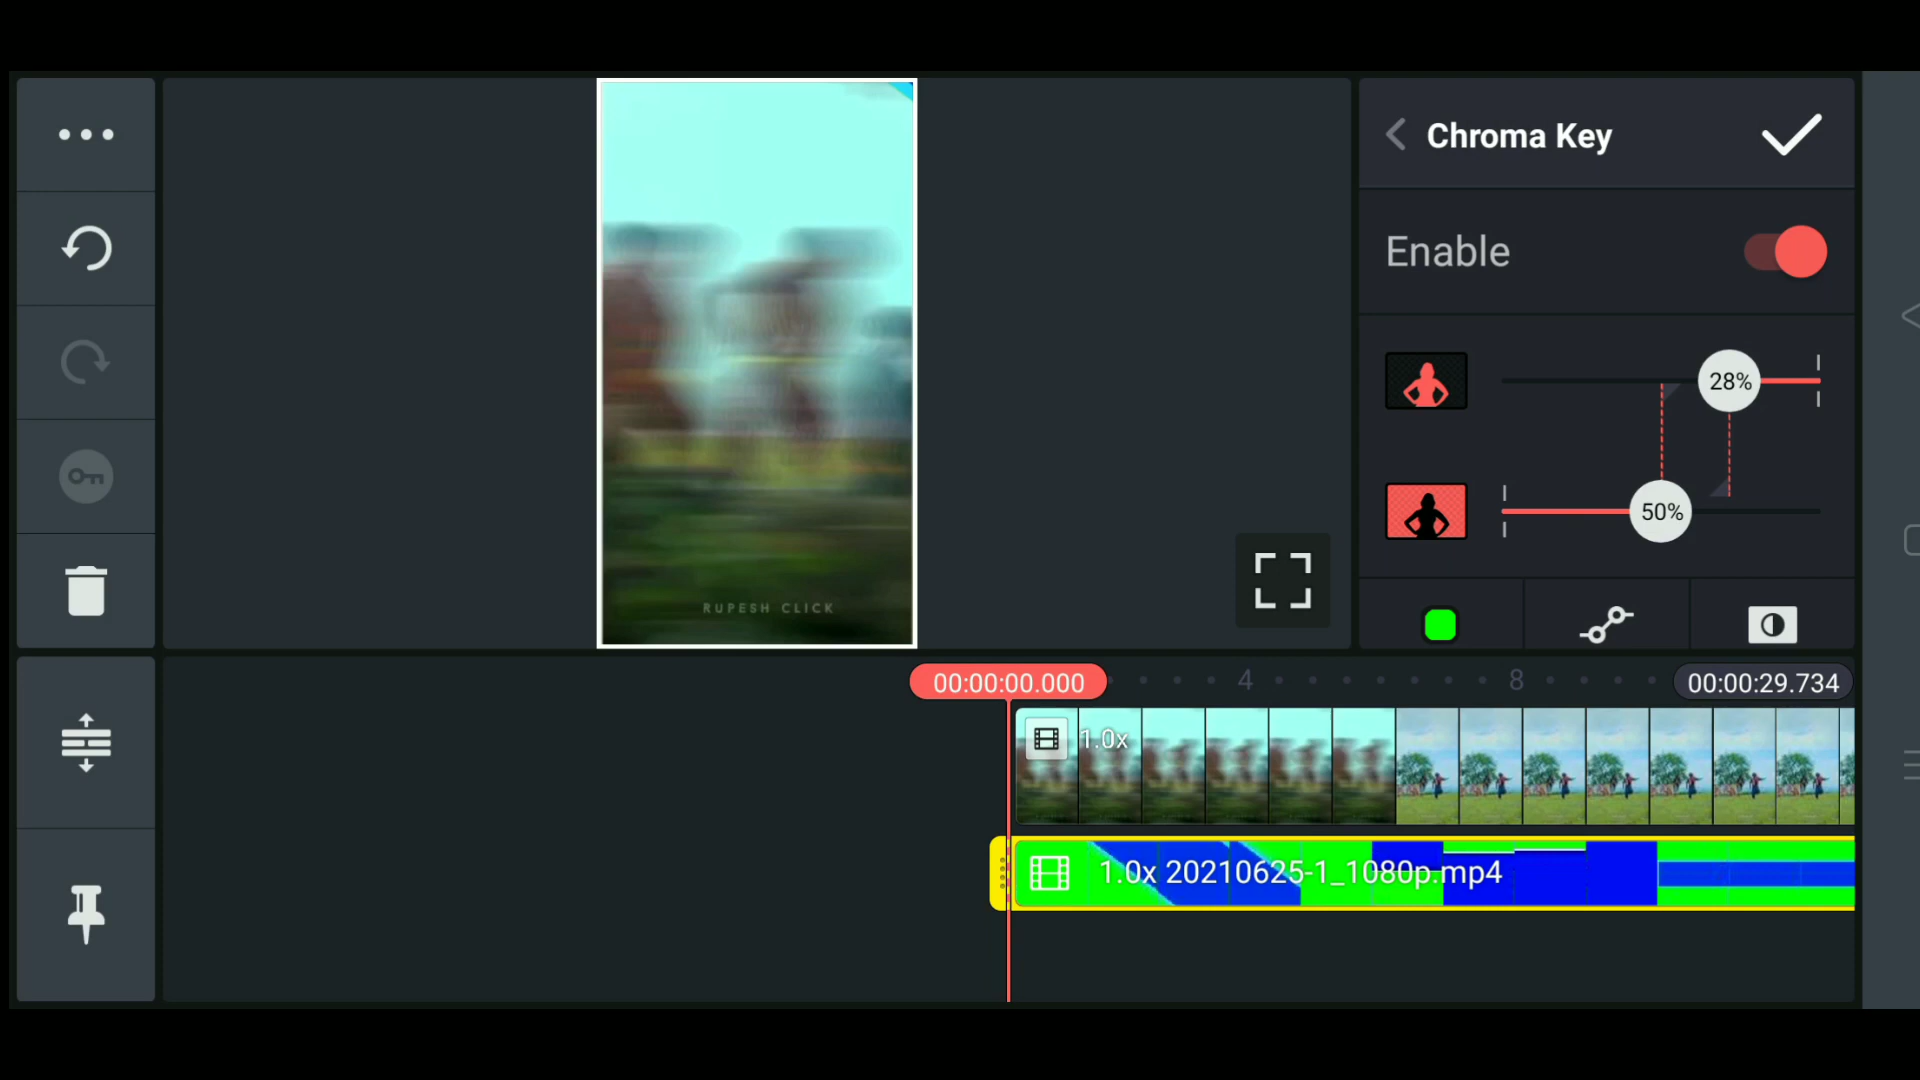 Chroma Key
Enable
28%
50%
RUPESH CLICK
00:00:00.000
4
8
00:00:29.734
1.0x
1.0x 20210625-1_1080p.mp4